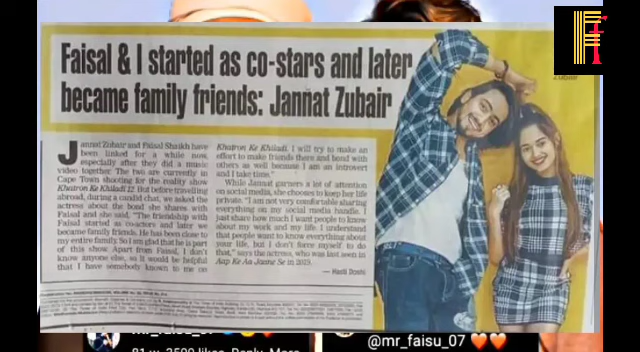 Faisal & I started as co-stars and later
became family friends: Jannat Zubair
Jannat Zubair and Faisal Shaikh have
been linked for a while now,
especially after they did a music
video together. The two are currently in
Cape Town shooting for the reality show
Khatron Ke Khiladi 12. But before travelling
abroad, during a candid chat, we asked the
actress about the bond she shares with
Faisal and she said, "The friendship with
Faisal started as co-actors and later we
became family friends. He has been close to
my entire family. So I am glad that he is part
of this show. Apart from Faisal, I don't
know anyone else, so it would be helpful
that I have somebody known to me on
Khatron Ke Khiladi. I will try to make an
effort to make friends there and bond with
others as well because I am an introvert
and I take time."
While Jannat garners a lot of attention
on social media, she chooses to keep her life
private. "I am not very comfortable sharing
everything on my social media handle. I
just share how much I want people to know
about my work and my life. I understand
that people want to know everything about
your life, but I don't force myself to do
that," says the actress, who was last seen in
Aap Ke Aa Jaane Se in 2019.
— Hasti Doshi
mr_faisu_07
@mr_faisu_07 ❤️❤️
81 w 3500 likes Reply More